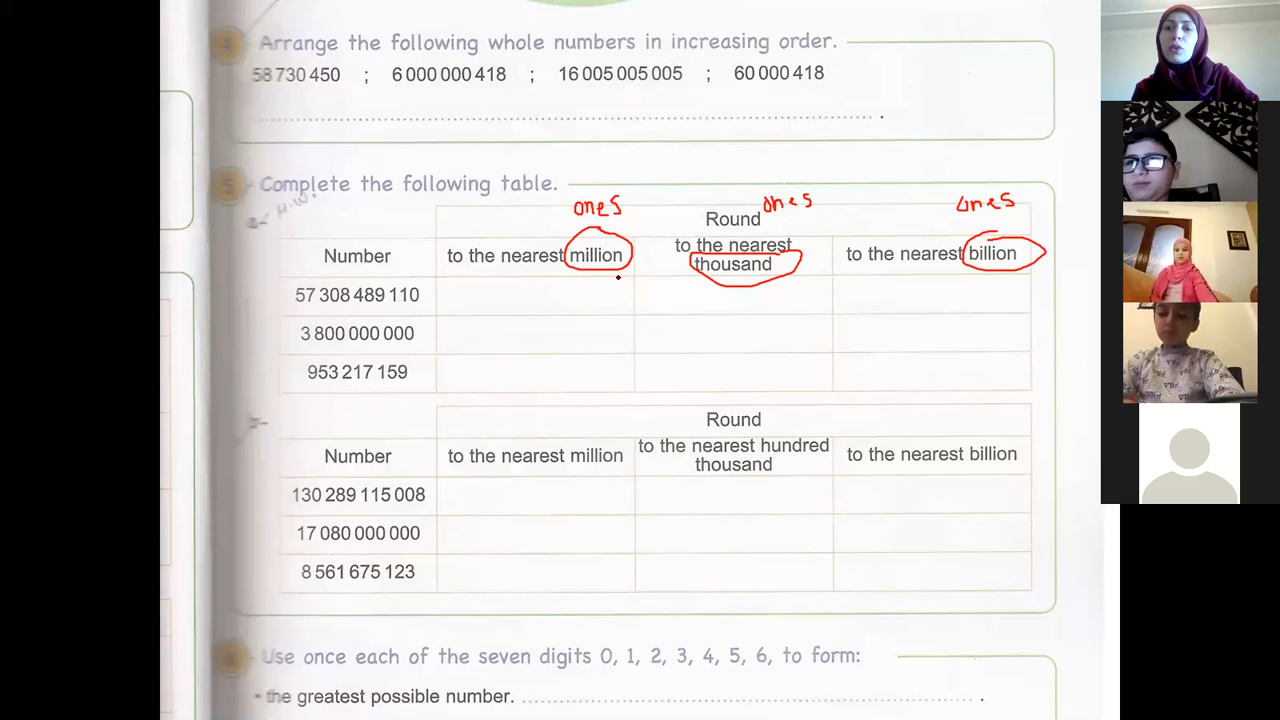 4 Arrange the following whole numbers in increasing order.
58 730 450 ; 6 000 000 418 ; 16 005 005 005 ; 60 000 418
5 Complete the following table.
a- H.W.
ones ones ones
Round
Number to the nearest million to the nearest thousand to the nearest billion
57 308 489 110
3 800 000 000
953 217 159
Round
Number to the nearest million to the nearest hundred thousand to the nearest billion
130 289 115 008
17 080 000 000
8 561 675 123
Use once each of the seven digits 0, 1, 2, 3, 4, 5, 6, to form:
• the greatest possible number.